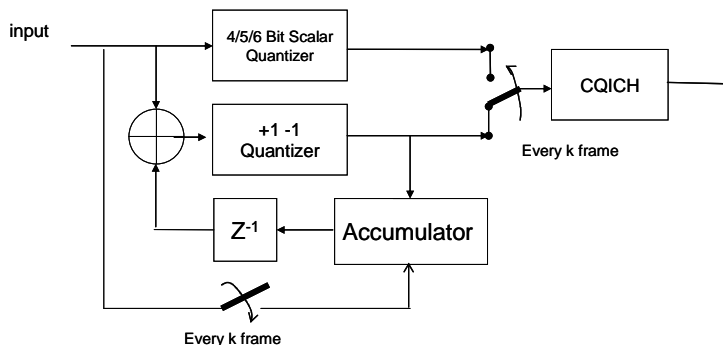 input
4/5/6 Bit Scalar
Quantizer
CQICH
+1 -1
Quantizer
Every k frame
Z-1
Accumulator
Every k frame